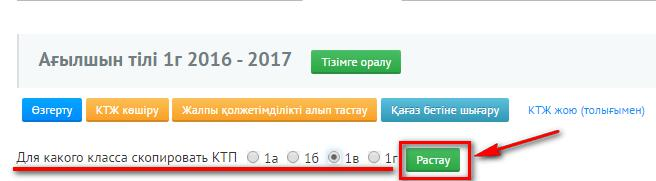 Ағылшын тілі 1г 2016 - 2017 Тізімге оралу
Өзгерту КТЖ көшіру Жалпы қолжетімділікті алып тастау Қағаз бетіне шығару КТЖ жою (толығымен)
Для какого класса скопировать КТП 1а 1б 1в 1г Растау